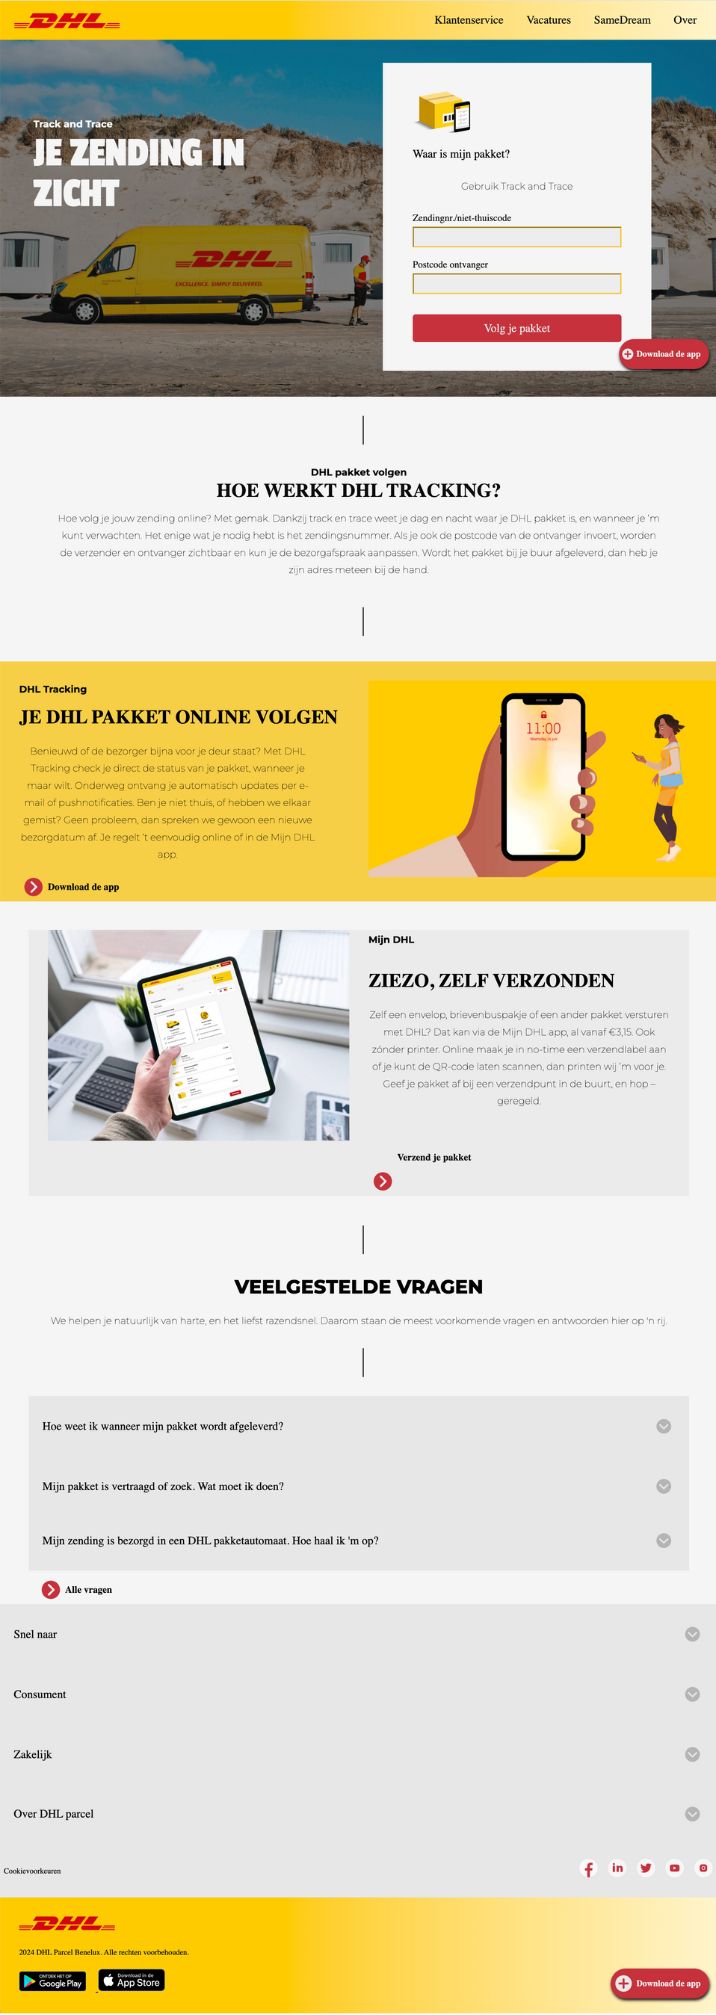 DHL
Klantenservice Vacatures SameDream Over
Track and Trace
JE ZENDING IN
ZICHT
DHL
EXCELLENCE. SIMPLY DELIVERED.
Waar is mijn pakket?
Gebruik Track and Trace
Zendingnr./niet-thuiscode
Postcode ontvanger
Volg je pakket
Download de app
DHL pakket volgen
HOE WERKT DHL TRACKING?
Hoe volg je jouw zending online? Met gemak. Dankzij track en trace weet je dag en nacht waar je DHL pakket is, en wanneer je ’m
kunt verwachten. Het enige wat je nodig hebt is het zendingsnummer. Als je ook de postcode van de ontvanger invoert, worden
de verzender en ontvanger zichtbaar en kun je de bezorgafspraak aanpassen. Wordt het pakket bij je buur afgeleverd, dan heb je
zijn adres meteen bij de hand.
DHL Tracking
JE DHL PAKKET ONLINE VOLGEN
Benieuwd of de bezorger bijna voor je deur staat? Met DHL
Tracking check je direct de status van je pakket, wanneer je
maar wilt. Onderweg ontvang je automatisch updates per e-
mail of pushnotificaties. Ben je niet thuis, of hebben we elkaar
gemist? Geen probleem, dan spreken we gewoon een nieuwe
bezorgdatum af. Je regelt ’t eenvoudig online of in de Mijn DHL
app.
Download de app
11:00
Mijn DHL
ZIEZO, ZELF VERZONDEN
Zelf een envelop, brievenbuspakje of een ander pakket versturen
met DHL? Dat kan via de Mijn DHL app, al vanaf €3,15. Ook
zónder printer. Online maak je in no-time een verzendlabel aan
of je kunt de QR-code laten scannen, dan printen wij ’m voor je.
Geef je pakket af bij een verzendpunt in de buurt, en hop –
geregeld.
Verzend je pakket
VEELGESTELDE VRAGEN
We helpen je natuurlijk van harte, en het liefst razendsnel. Daarom staan de meest voorkomende vragen en antwoorden hier op 'n rij.
Hoe weet ik wanneer mijn pakket wordt afgeleverd?
Mijn pakket is vertraagd of zoek. Wat moet ik doen?
Mijn zending is bezorgd in een DHL pakketautomaat. Hoe haal ik 'm op?
Alle vragen
Snel naar
Consument
Zakelijk
Over DHL parcel
Cookievoorkeuren
DHL
2024 DHL Parcel Benelux. Alle rechten voorbehouden.
ONTDEK HET OP
Google Play
Download in de
App Store
Download de app